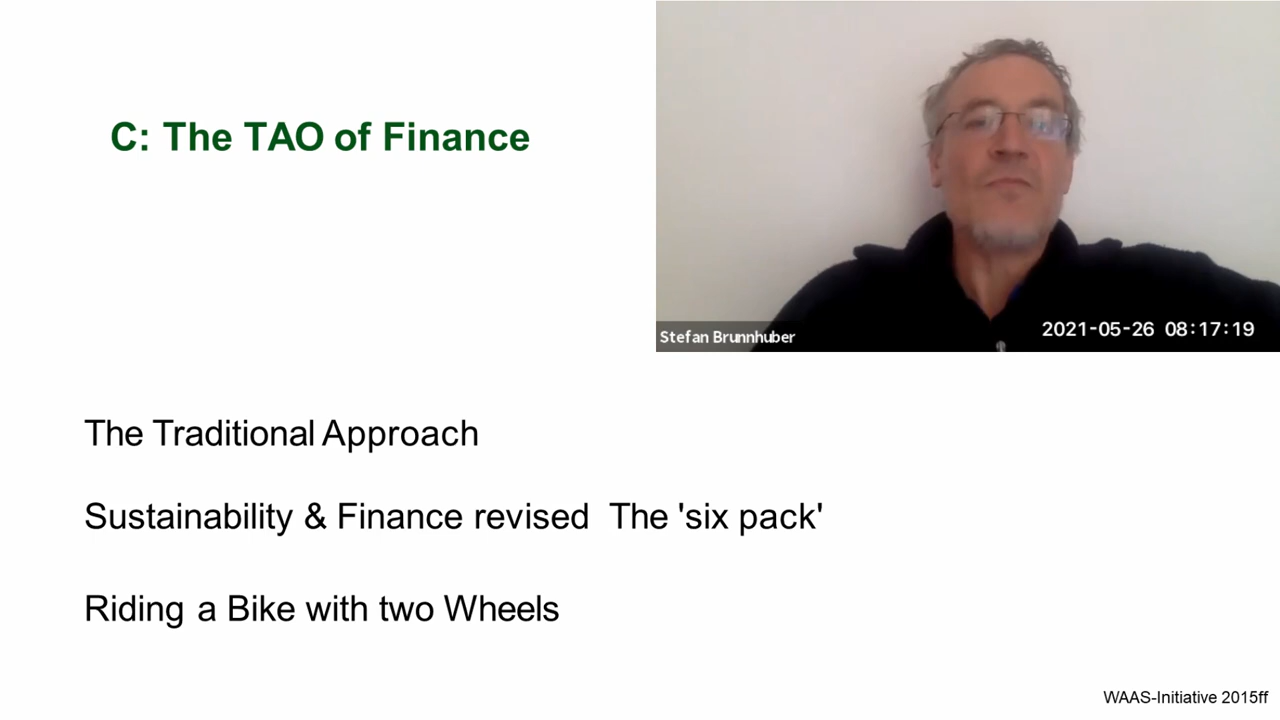 C: The TAO of Finance
Stefan Brunnhuber
2021-05-26 08:17:19
The Traditional Approach
Sustainability & Finance revised The 'six pack'
Riding a Bike with two Wheels
WAAS-Initiative 2015ff